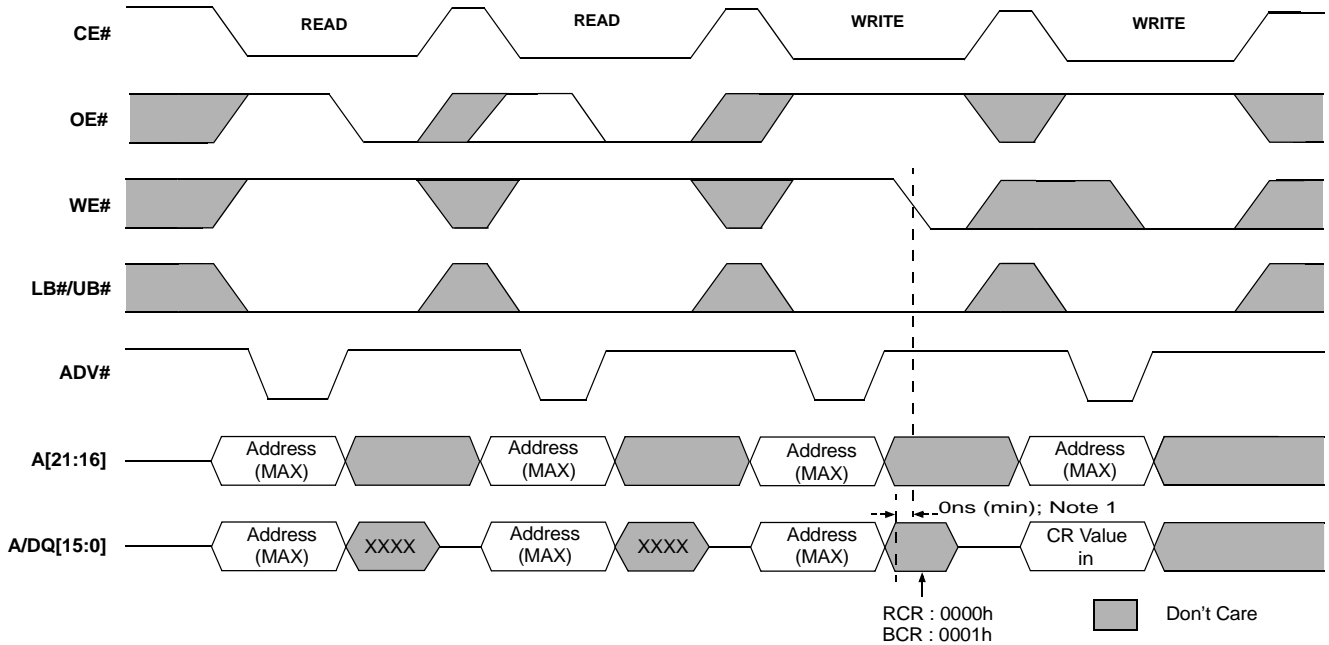 CE#
READ
READ
WRITE
WRITE
OE#
WE#
LB#/UB#
ADV#
A[21:16]
Address
(MAX)
Address
(MAX)
Address
(MAX)
Address
(MAX)
0ns (min); Note 1
A/DQ[15:0]
Address
(MAX)
XXXX
Address
(MAX)
XXXX
Address
(MAX)
CR Value
in
RCR : 0000h
BCR : 0001h
Don't Care